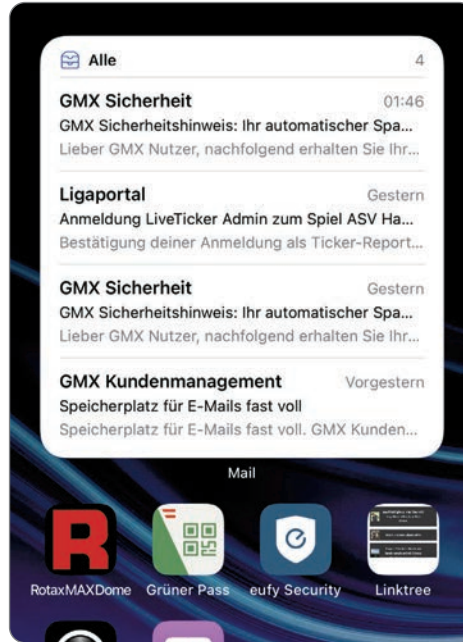 Alle 4
GMX Sicherheit 01:46
GMX Sicherheitshinweis: Ihr automatischer Spa...
Lieber GMX Nutzer, nachfolgend erhalten Sie Ihr...
Ligaportal Gestern
Anmeldung LiveTicker Admin zum Spiel ASV Ha...
Bestätigung deiner Anmeldung als Ticker-Report...
GMX Sicherheit Gestern
GMX Sicherheitshinweis: Ihr automatischer Spa...
Lieber GMX Nutzer, nachfolgend erhalten Sie Ihr...
GMX Kundenmanagement Vorgestern
Speicherplatz für E-Mails fast voll
Speicherplatz für E-Mails fast voll. GMX Kunden...
Mail
R
RotaxMAXDome Grüner Pass eufy Security Linktree